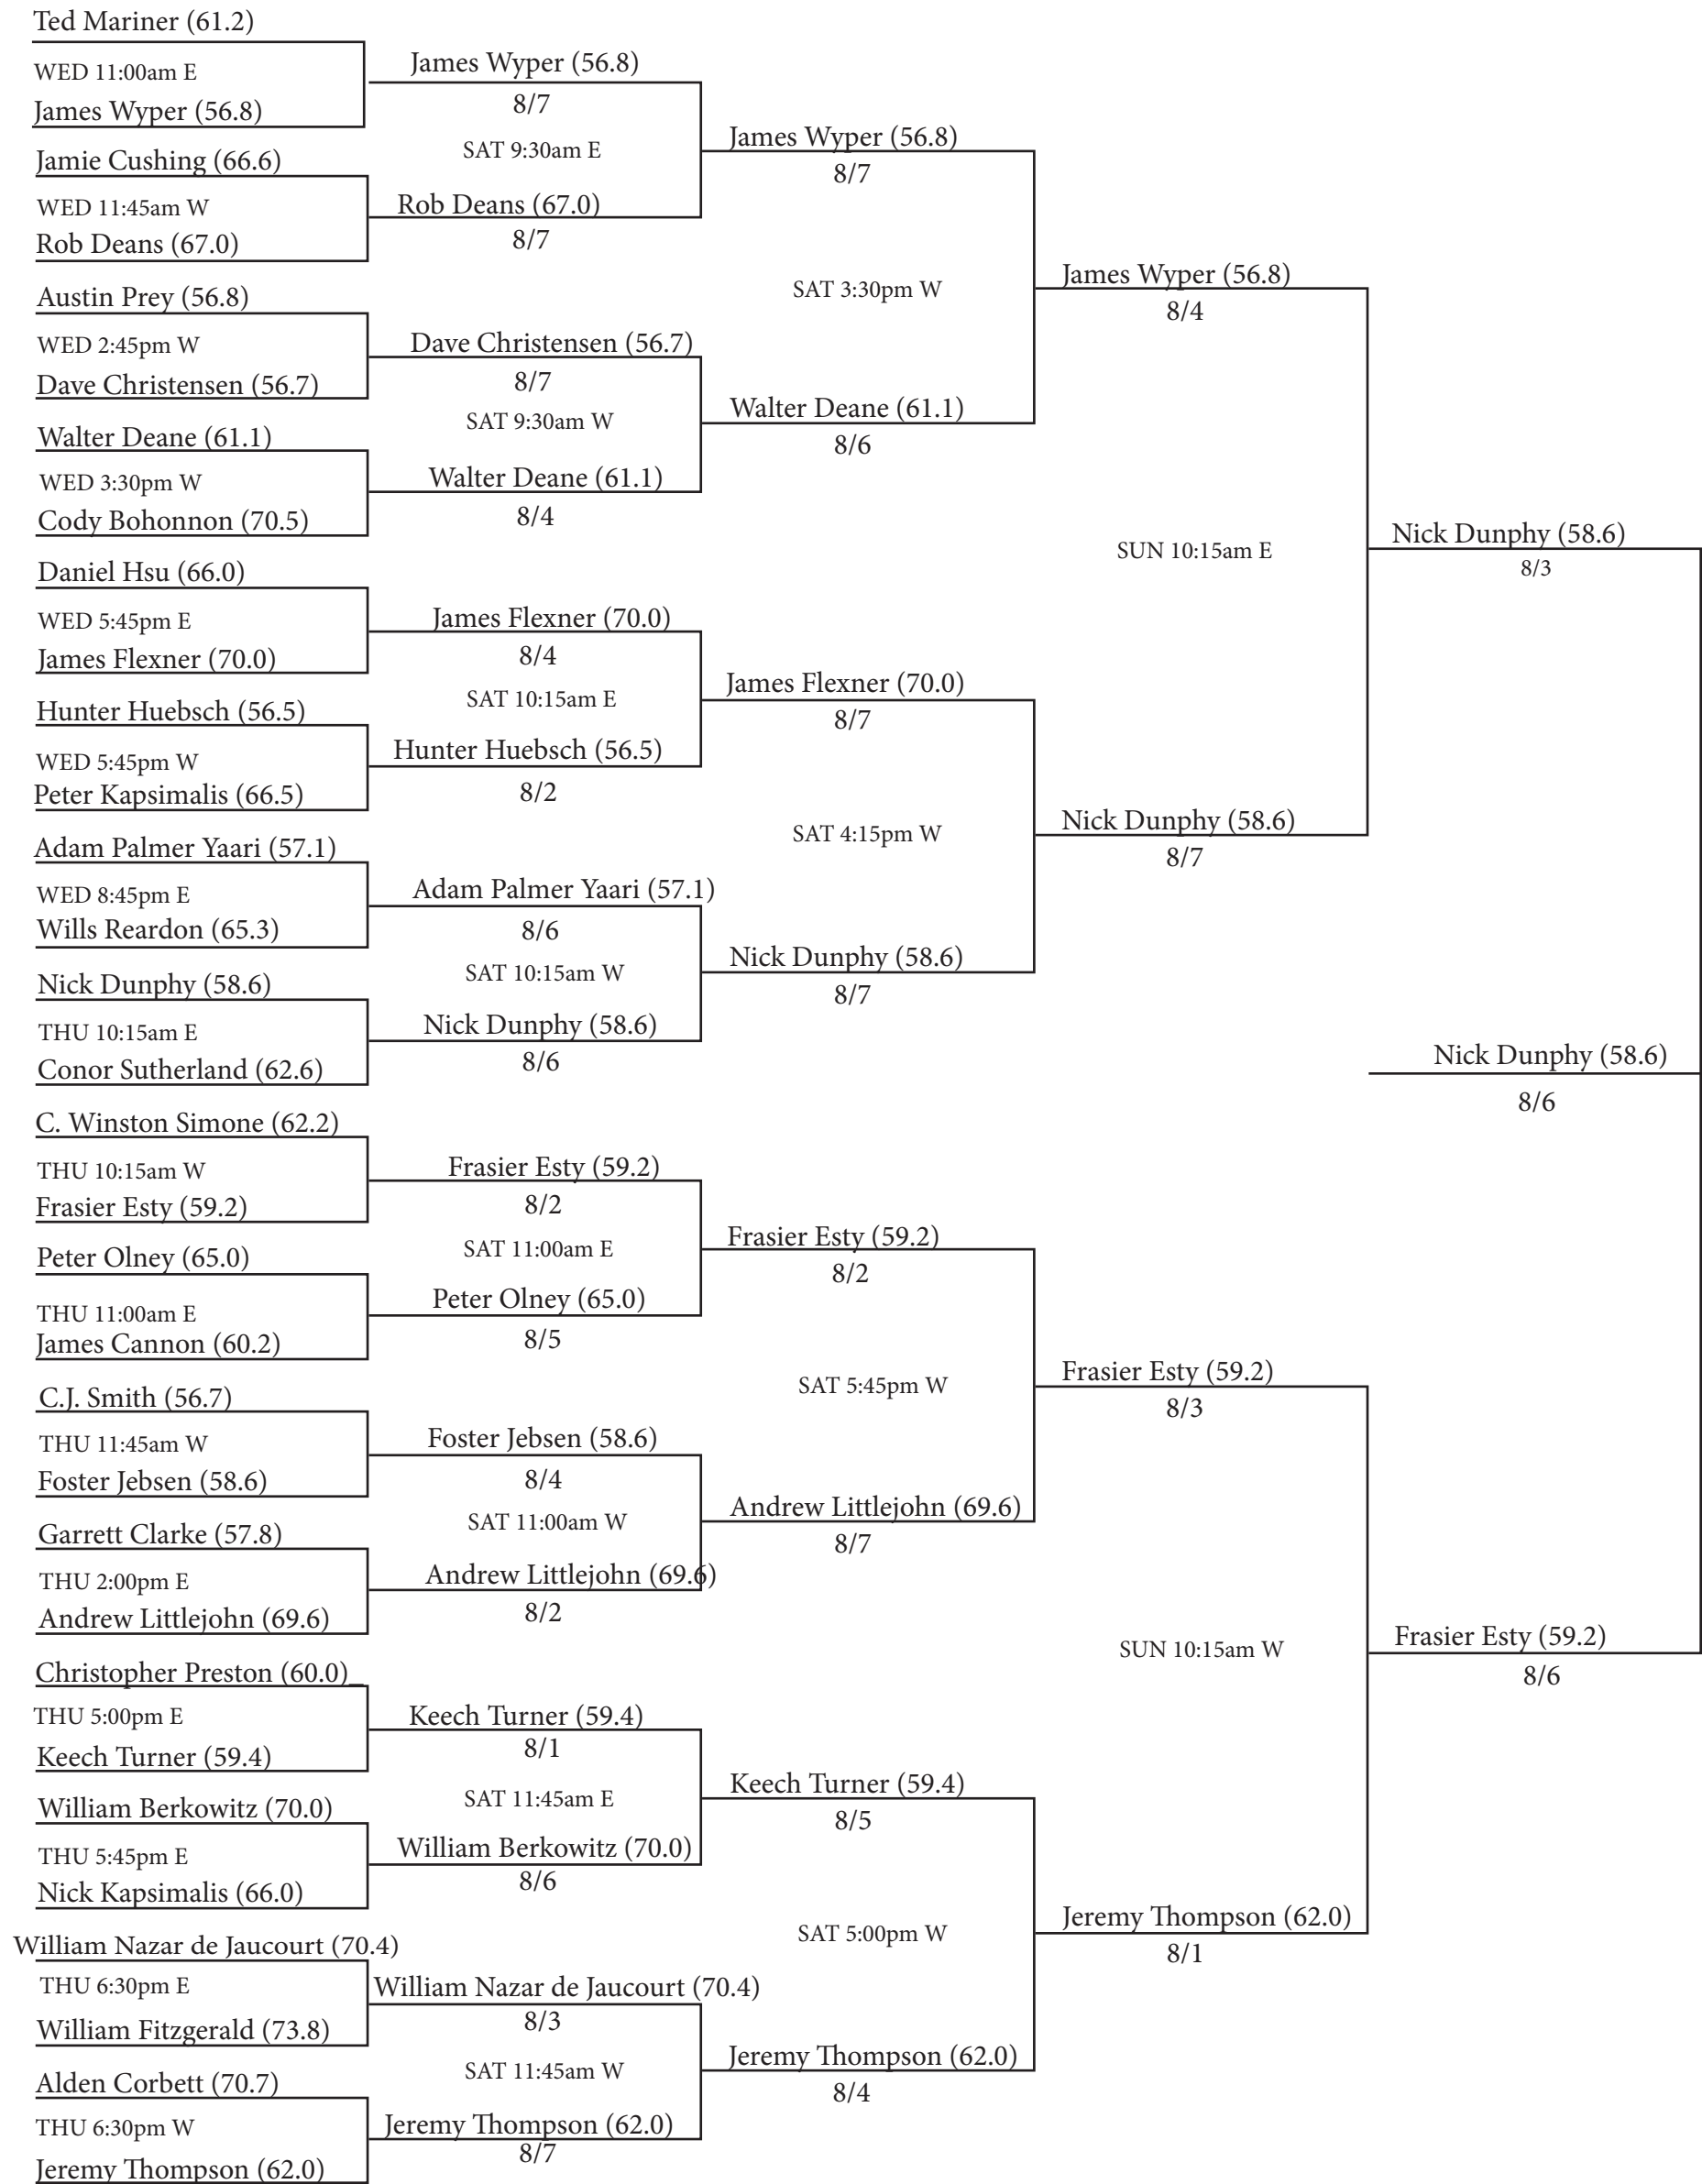 Ted Mariner (61.2)
WED 11:00am E
James Wyper (56.8)
Jamie Cushing (66.6)
WED 11:45am W
Rob Deans (67.0)
Austin Prey (56.8)
WED 2:45pm W
Dave Christensen (56.7)
Walter Deane (61.1)
WED 3:30pm W
Cody Bohonnon (70.5)
Daniel Hsu (66.0)
WED 5:45pm E
James Flexner (70.0)
Hunter Huebsch (56.5)
WED 5:45pm W
Peter Kapsimalis (66.5)
Adam Palmer Yaari (57.1)
WED 8:45pm E
Wills Reardon (65.3)
Nick Dunphy (58.6)
THU 10:15am E
Conor Sutherland (62.6)
C. Winston Simone (62.2)
THU 10:15am W
Frasier Esty (59.2)
Peter Olney (65.0)
THU 11:00am E
James Cannon (60.2)
C.J. Smith (56.7)
THU 11:45am W
Foster Jebsen (58.6)
Garrett Clarke (57.8)
THU 2:00pm E
Andrew Littlejohn (69.6)
Christopher Preston (60.0)_
THU 5:00pm E
Keech Turner (59.4)
William Berkowitz (70.0)
THU 5:45pm E
Nick Kapsimalis (66.0)
William Nazar de Jaucourt (70.4)
THU 6:30pm E
William Fitzgerald (73.8)
Alden Corbett (70.7)
THU 6:30pm W
Jeremy Thompson (62.0)
James Wyper (56.8)
8/7
SAT 9:30am E
Rob Deans (67.0)
8/7
Dave Christensen (56.7)
8/7
SAT 9:30am W
Walter Deane (61.1)
8/4
James Flexner (70.0)
8/4
SAT 10:15am E
Hunter Huebsch (56.5)
8/2
Adam Palmer Yaari (57.1)
8/6
SAT 10:15am W
Nick Dunphy (58.6)
8/6
Frasier Esty (59.2)
8/2
SAT 11:00am E
Peter Olney (65.0)
8/5
Foster Jebsen (58.6)
8/4
SAT 11:00am W
Andrew Littlejohn (69.6)
8/2
Keech Turner (59.4)
8/1
SAT 11:45am E
William Berkowitz (70.0)
8/6
William Nazar de Jaucourt (70.4)
8/3
SAT 11:45am W
Jeremy Thompson (62.0)
8/7
James Wyper (56.8)
8/7
SAT 3:30pm W
Walter Deane (61.1)
8/6
James Flexner (70.0)
8/7
SAT 4:15pm W
Nick Dunphy (58.6)
8/7
Frasier Esty (59.2)
8/2
SAT 5:45pm W
Andrew Littlejohn (69.6)
8/7
Keech Turner (59.4)
8/5
SAT 5:00pm W
Jeremy Thompson (62.0)
8/4
James Wyper (56.8)
8/4
SUN 10:15am E
Nick Dunphy (58.6)
8/7
Frasier Esty (59.2)
8/3
SUN 10:15am W
Jeremy Thompson (62.0)
8/1
Nick Dunphy (58.6)
8/3
Nick Dunphy (58.6)
8/6
Frasier Esty (59.2)
8/6